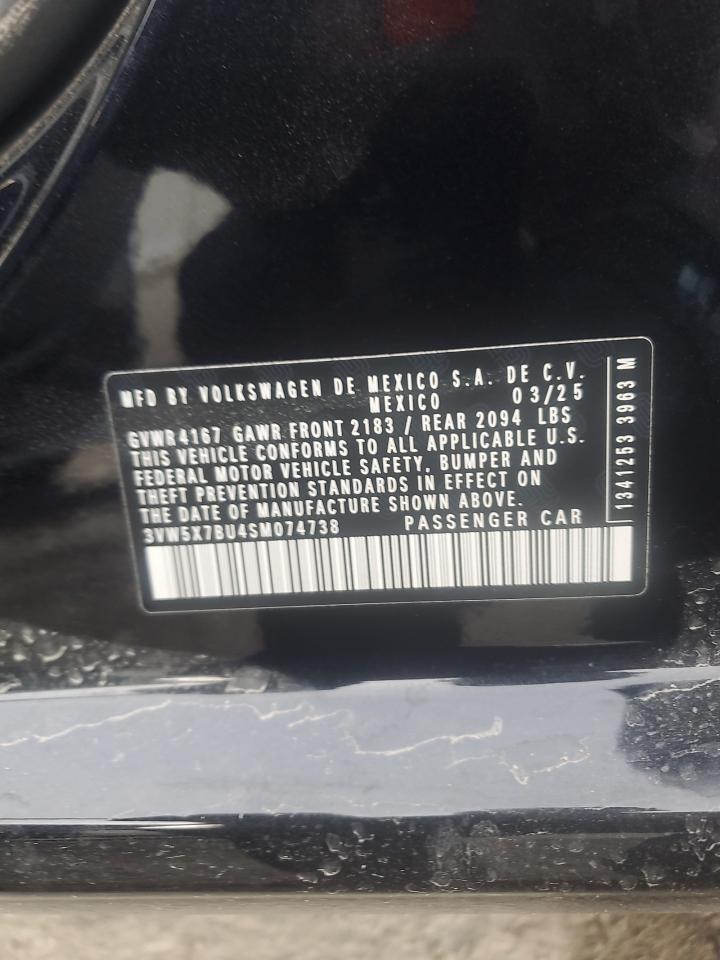 MFD BY VOLKSWAGEN DE MEXICO S.A. DE C.V.
MEXICO 03/25
GVWR 4167 GAWR FRONT 2183 / REAR 2094 LBS
THIS VEHICLE CONFORMS TO ALL APPLICABLE U.S.
FEDERAL MOTOR VEHICLE SAFETY, BUMPER AND
THEFT PREVENTION STANDARDS IN EFFECT ON
THE DATE OF MANUFACTURE SHOWN ABOVE.
3VW5X7BU4SM074738 PASSENGER CAR
1341253 3963 M